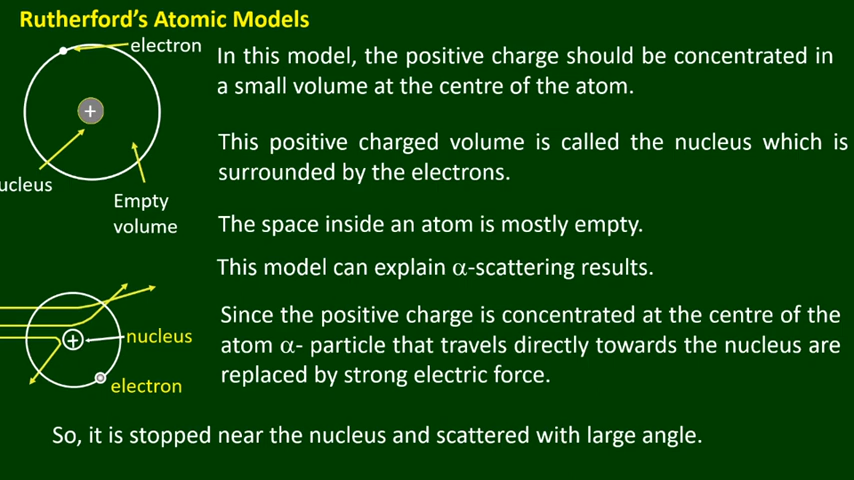 Rutherford's Atomic Models
electron
In this model, the positive charge should be concentrated in
a small volume at the centre of the atom.
+
This positive charged volume is called the nucleus which is
surrounded by the electrons.
ucleus
Empty
volume
The space inside an atom is mostly empty.
This model can explain α-scattering results.
Since the positive charge is concentrated at the centre of the
atom α- particle that travels directly towards the nucleus are
replaced by strong electric force.
+
nucleus
electron
So, it is stopped near the nucleus and scattered with large angle.